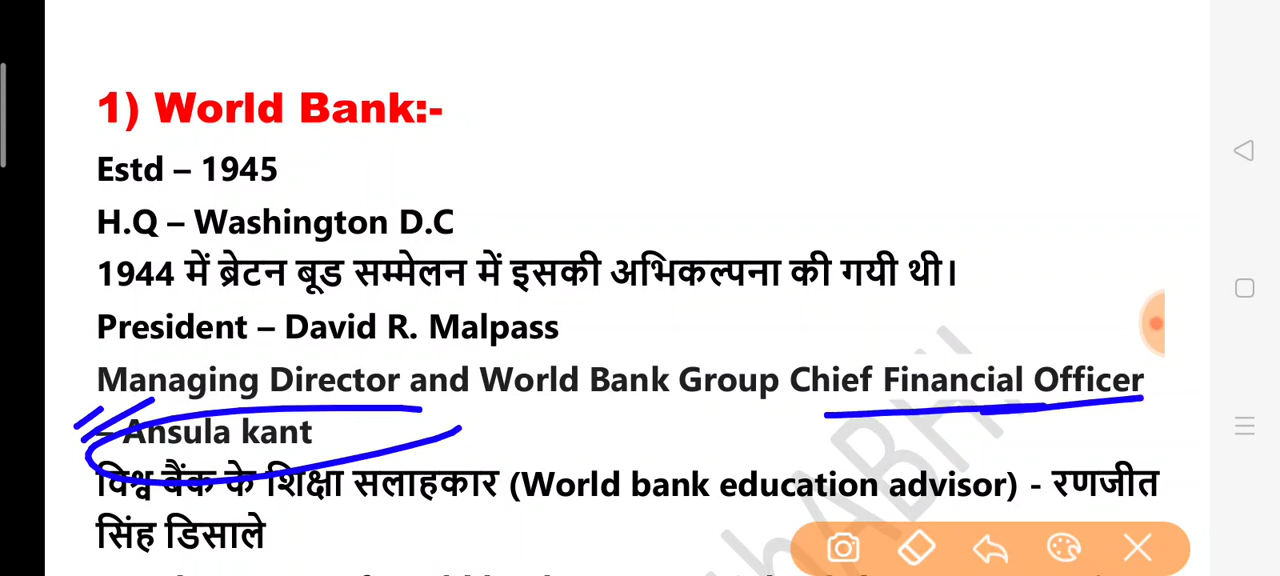 1) World Bank:-
Estd – 1945
H.Q – Washington D.C
1944 में ब्रेटन बूड सम्मेलन में इसकी अभिकल्पना की गयी थी।
President – David R. Malpass
Managing Director and World Bank Group Chief Financial Officer
– Ansula kant
विश्व बैंक के शिक्षा सलाहकार (World bank education advisor) - रणजीत
सिंह डिसाले